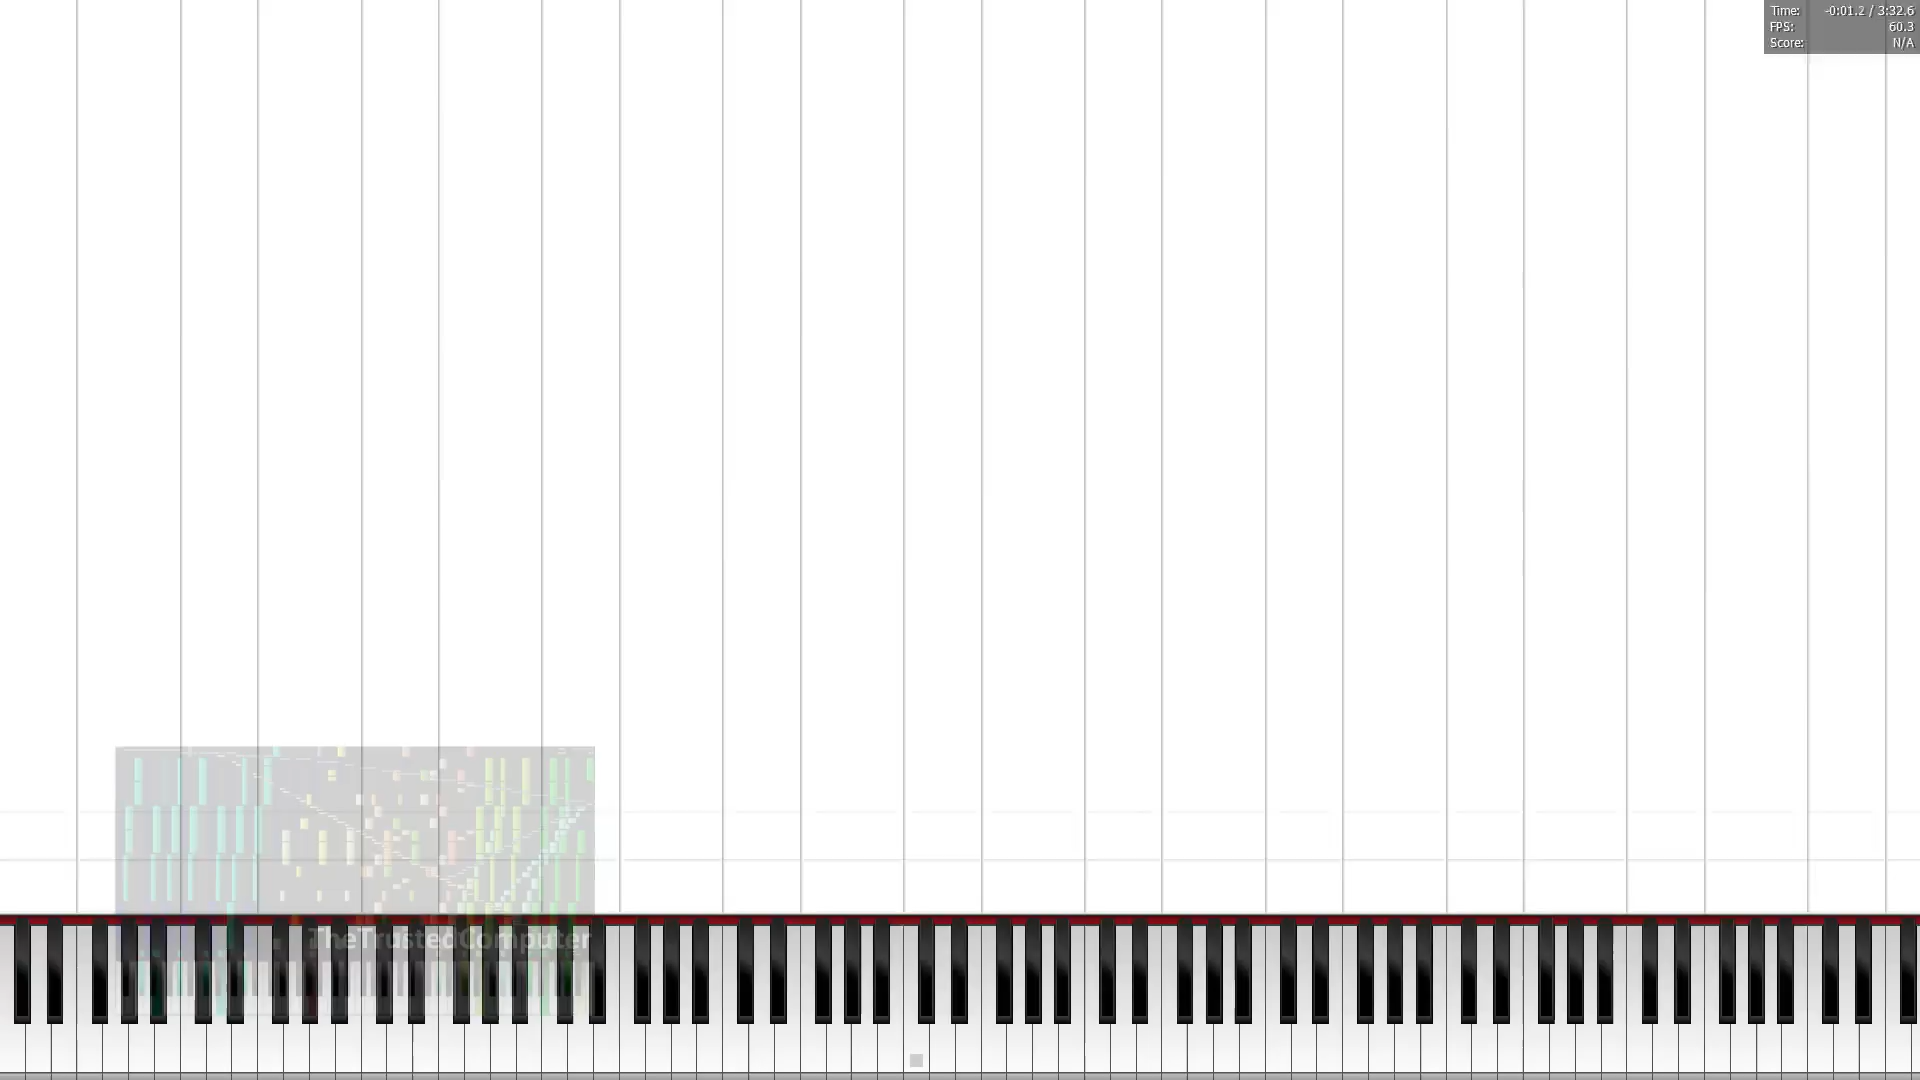 Time: -0:01.2 / 3:32.6
FPS: 60.3
Score: N/A
TheTrustedComputer